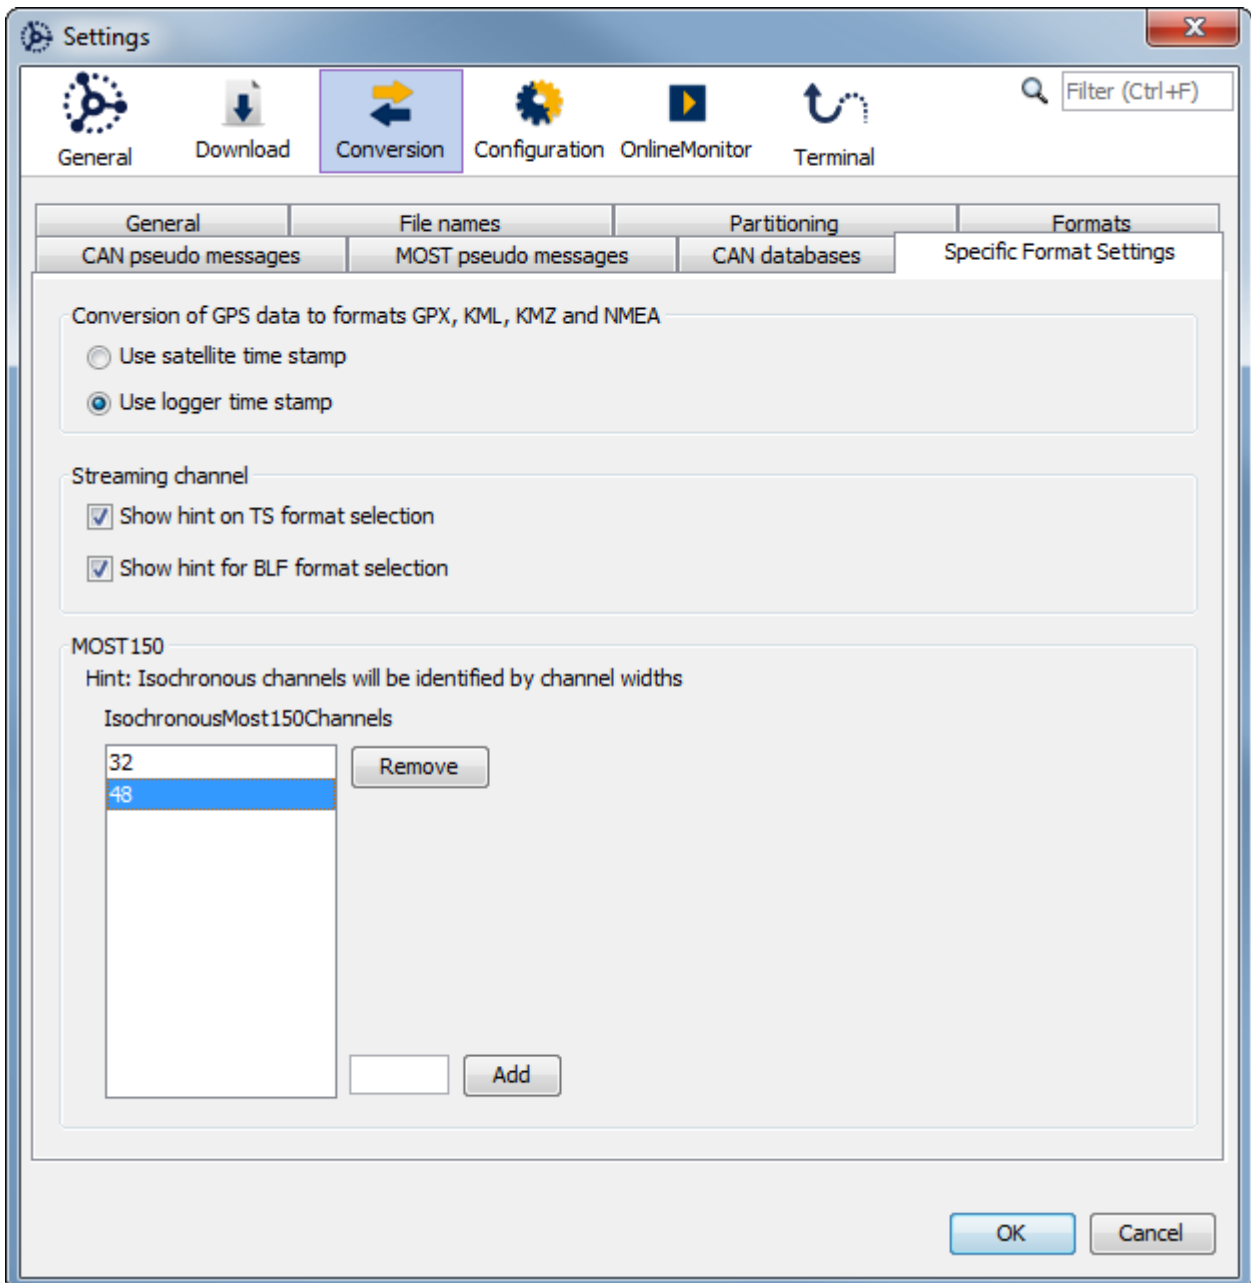 Settings
Filter (Ctrl+F)
General Download Conversion Configuration OnlineMonitor Terminal
General File names Partitioning Formats
CAN pseudo messages MOST pseudo messages CAN databases Specific Format Settings
Conversion of GPS data to formats GPX, KML, KMZ and NMEA
Use satellite time stamp
Use logger time stamp
Streaming channel
Show hint on TS format selection
Show hint for BLF format selection
MOST150
Hint: Isochronous channels will be identified by channel widths
IsochronousMost150Channels
32
Remove
48
Add
OK Cancel